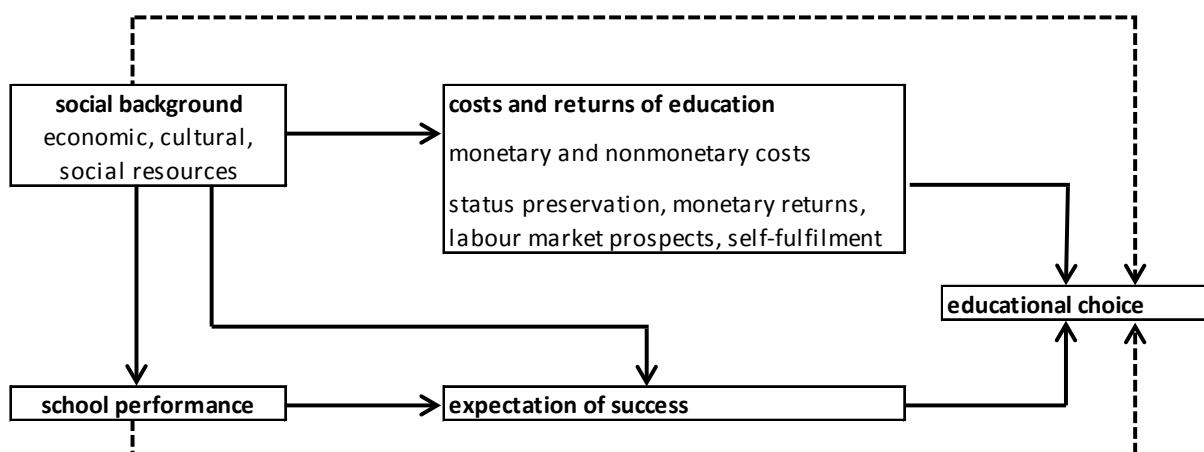 social background
economic, cultural,
social resources
costs and returns of education
monetary and nonmonetary costs
status preservation, monetary returns,
labour market prospects, self-fulfilment
educational choice
school performance
expectation of success